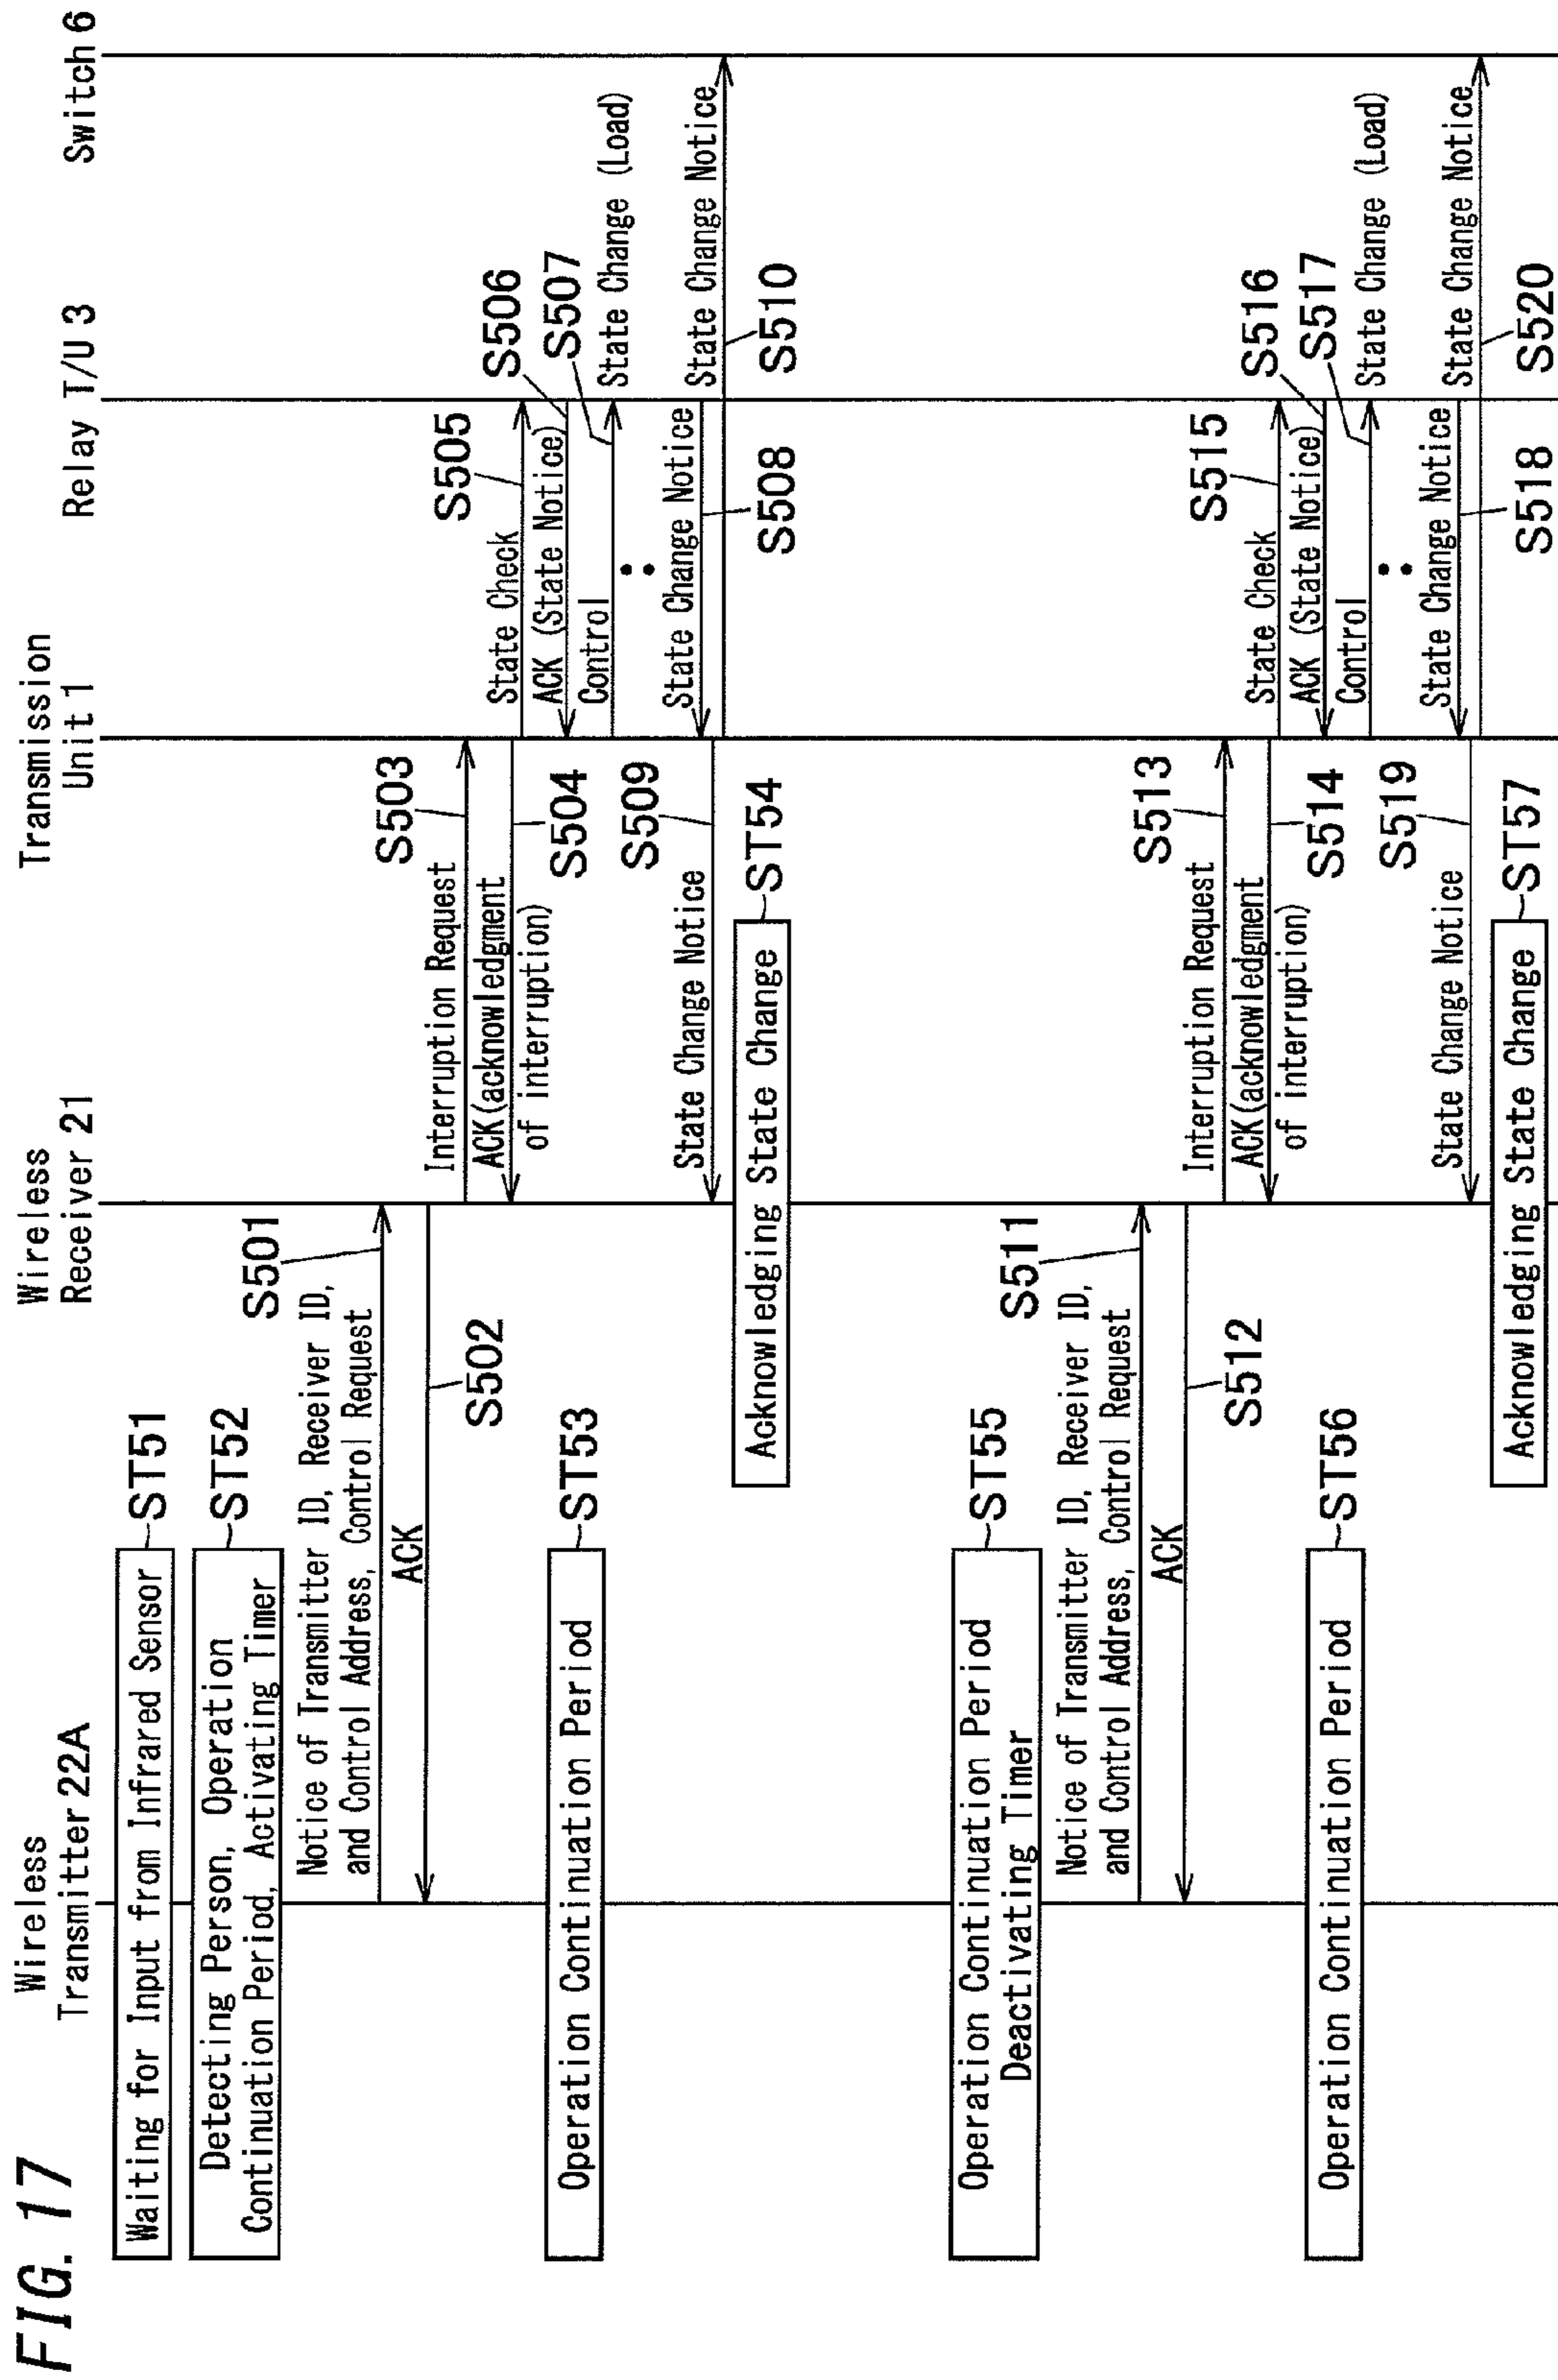 FIG. 17
Wireless
Transmitter 22A
Wireless
Receiver 21
Transmission
Unit 1
Relay T/U 3
Switch 6
Waiting for Input from Infrared Sensor
ST51
Detecting Person, Operation
Continuation Period, Activating Timer
ST52
Notice of Transmitter ID, Receiver ID,
and Control Address, Control Request
S501
ACK
S502
Interruption Request
S503
ACK(acknowledgment
of interruption)
S504
State Check
S505
ACK (State Notice)
S506
Control
S507
State Change (Load)
Operation Continuation Period
ST53
State Change Notice
S508
State Change Notice
S509
State Change Notice
S510
Acknowledging State Change
ST54
Operation Continuation Period
Deactivating Timer
ST55
Notice of Transmitter ID, Receiver ID,
and Control Address, Control Request
S511
ACK
S512
Interruption Request
S513
ACK(acknowledgment
of interruption)
S514
State Check
S515
ACK (State Notice)
S516
Control
S517
State Change (Load)
Operation Continuation Period
ST56
State Change Notice
S518
State Change Notice
S519
State Change Notice
S520
Acknowledging State Change
ST57